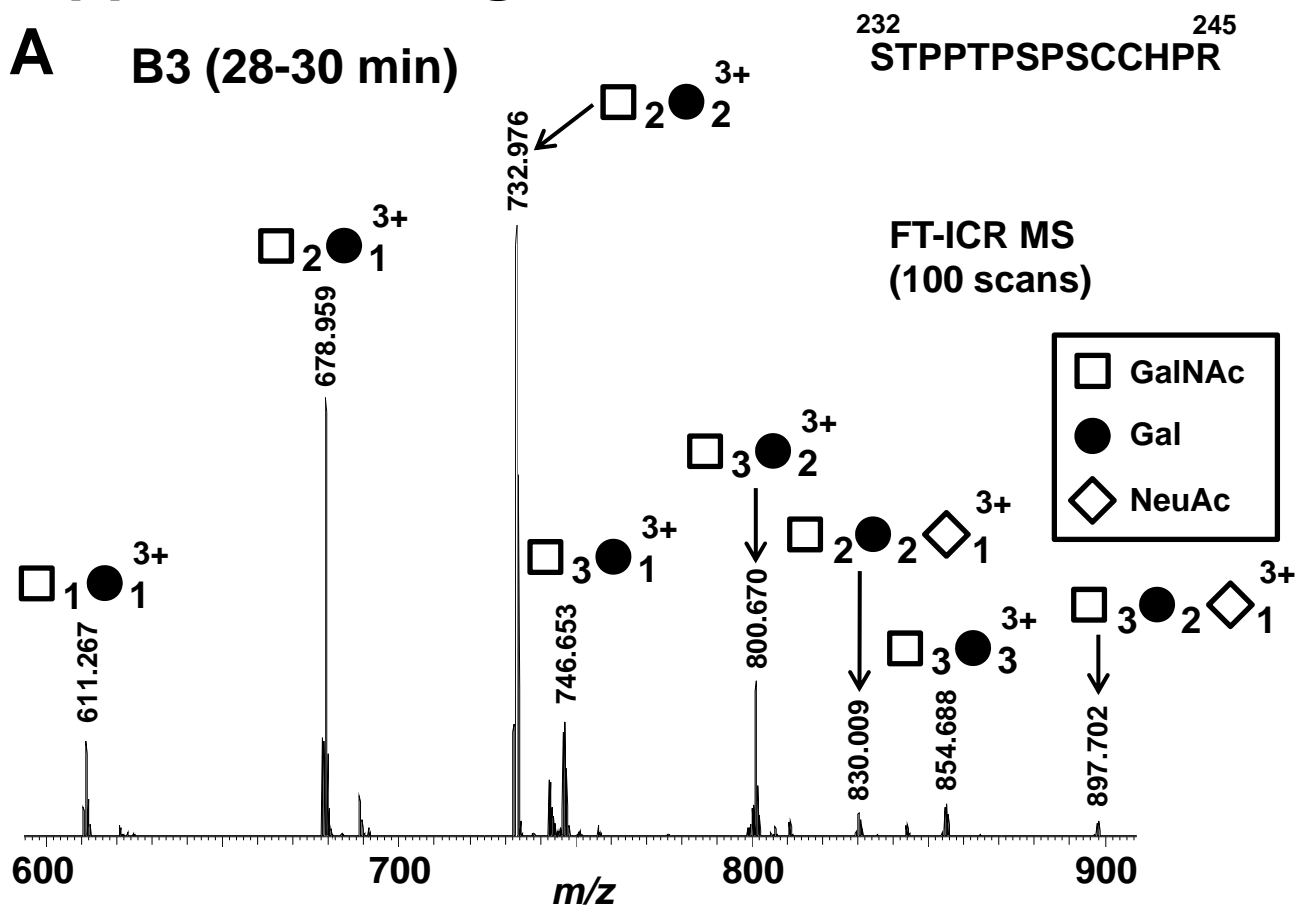 A
B3 (28-30 min)
232 245
STPPTPSPSCCHPR
3+
2 2
732.976
3+
2 1
678.959
FT-ICR MS
(100 scans)
GalNAc
Gal
NeuAc
3+
3 2
3+
2 2 1
3+
3 1
3+
1 1
3+
3 2 1
3+
3 3
611.267
746.653
800.670
830.009
854.688
897.702
600 700 800 900
m/z